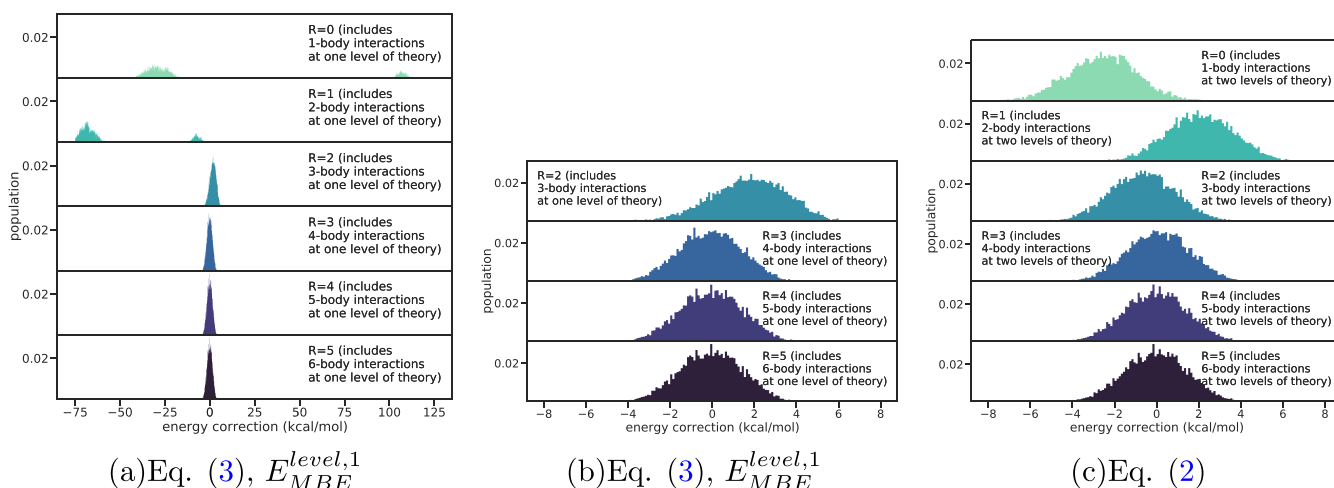 0.02
R=0 (includes
1-body interactions
at one level of theory)
0.02
R=1 (includes
2-body interactions
at one level of theory)
0.02
R=2 (includes
3-body interactions
at one level of theory)
0.02
R=3 (includes
4-body interactions
at one level of theory)
0.02
R=4 (includes
5-body interactions
at one level of theory)
0.02
R=5 (includes
6-body interactions
at one level of theory)
population
−75 −50 −25 0 25 50 75 100 125
energy correction (kcal/mol)
(a)Eq. (3), E_{MBE}^{level,1}
0.02
R=2 (includes
3-body interactions
at one level of theory)
0.02
R=3 (includes
4-body interactions
at one level of theory)
0.02
R=4 (includes
5-body interactions
at one level of theory)
0.02
R=5 (includes
6-body interactions
at one level of theory)
population
−8 −6 −4 −2 0 2 4 6 8
energy correction (kcal/mol)
(b)Eq. (3), E_{MBE}^{level,1}
0.02
R=0 (includes
1-body interactions
at two levels of theory)
0.02
R=1 (includes
2-body interactions
at two levels of theory)
0.02
R=2 (includes
3-body interactions
at two levels of theory)
0.02
R=3 (includes
4-body interactions
at two levels of theory)
0.02
R=4 (includes
5-body interactions
at two levels of theory)
0.02
R=5 (includes
6-body interactions
at two levels of theory)
population
−8 −6 −4 −2 0 2 4 6 8
energy correction (kcal/mol)
(c)Eq. (2)